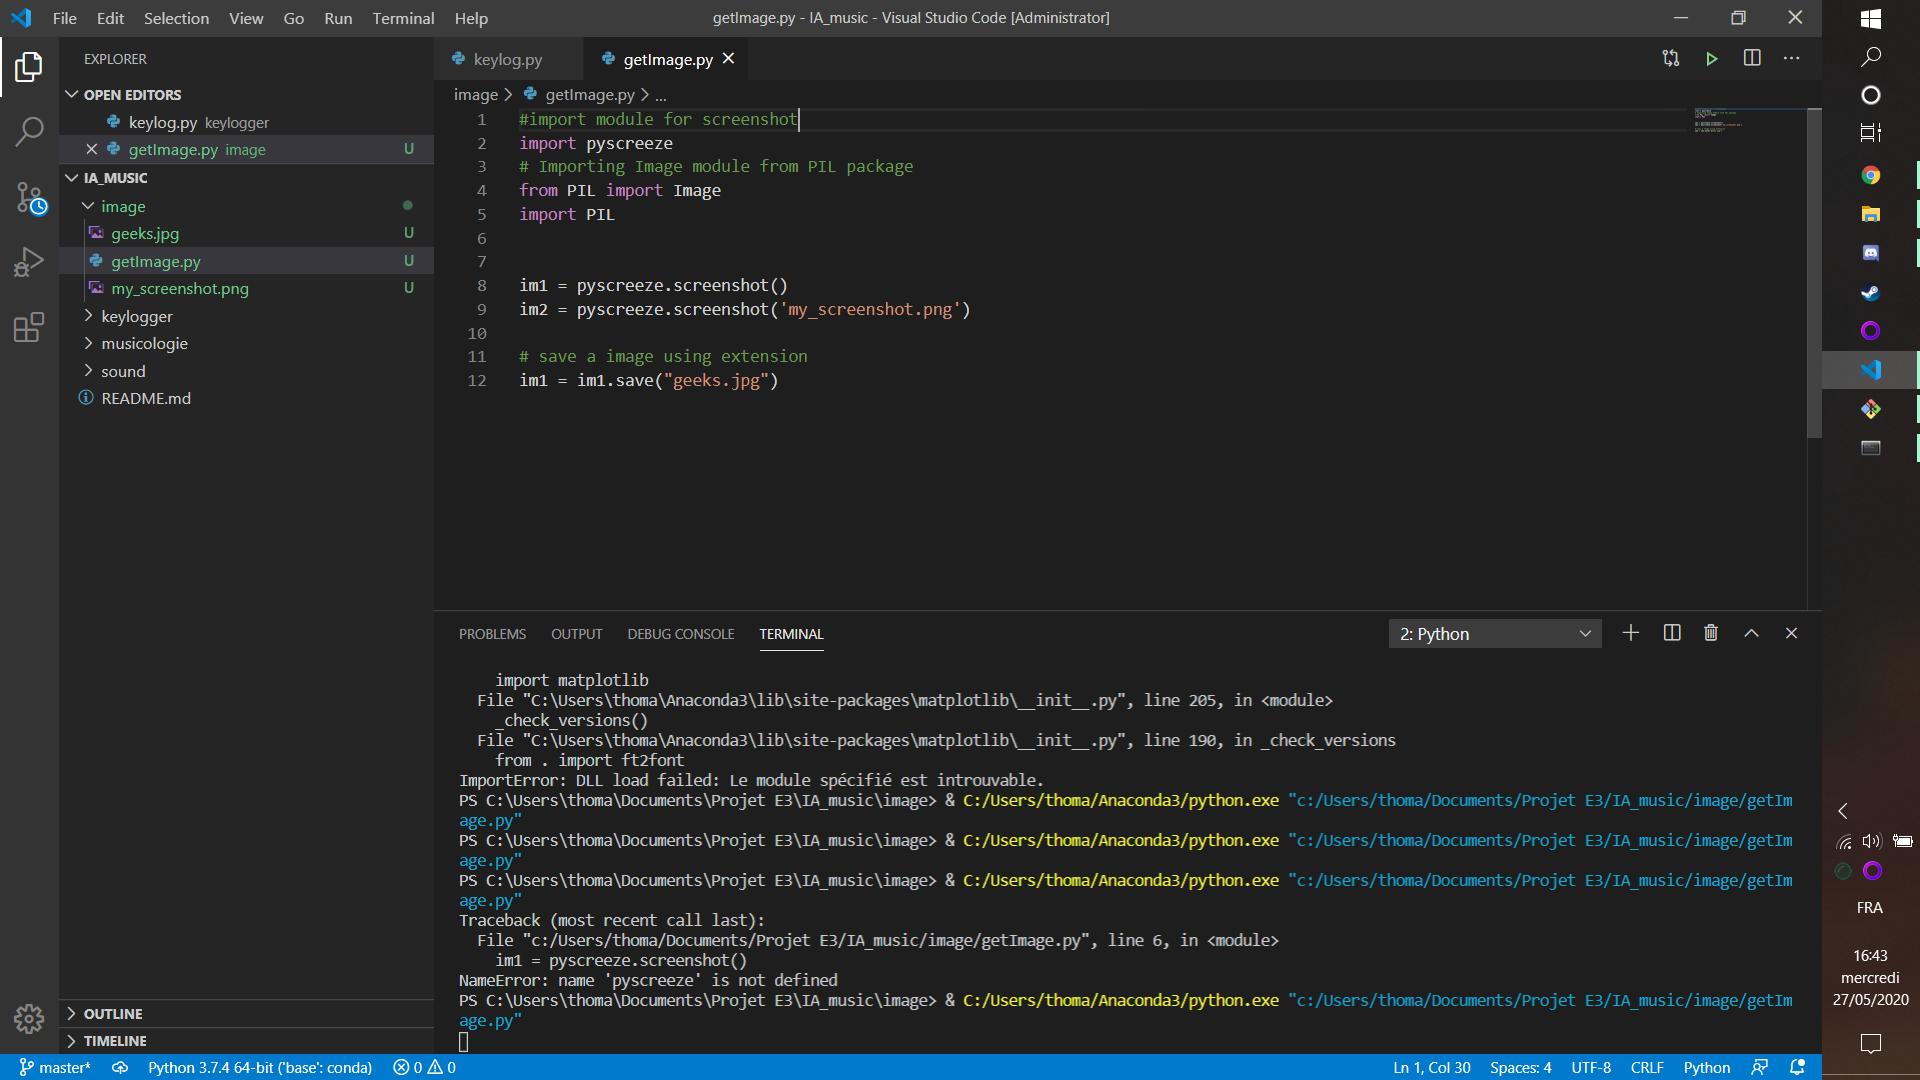 File Edit Selection View Go Run Terminal Help
getImage.py - IA_music - Visual Studio Code [Administrator]
EXPLORER
OPEN EDITORS
keylog.py keylogger
getImage.py image U
IA_MUSIC
image
geeks.jpg U
getImage.py U
my_screenshot.png U
keylogger
musicologie
sound
README.md
OUTLINE
TIMELINE
keylog.py
getImage.py
image > getImage.py > ...
1 #import module for screenshot
2 import pyscreeze
3 # Importing Image module from PIL package
4 from PIL import Image
5 import PIL
6
7
8 im1 = pyscreeze.screenshot()
9 im2 = pyscreeze.screenshot('my_screenshot.png')
10
11 # save a image using extension
12 im1 = im1.save("geeks.jpg")
PROBLEMS OUTPUT DEBUG CONSOLE TERMINAL
2: Python
import matplotlib
File "C:\Users\thoma\Anaconda3\lib\site-packages\matplotlib\__init__.py", line 205, in <module>
_check_versions()
File "C:\Users\thoma\Anaconda3\lib\site-packages\matplotlib\__init__.py", line 190, in _check_versions
from . import ft2font
ImportError: DLL load failed: Le module spécifié est introuvable.
PS C:\Users\thoma\Documents\Projet E3\IA_music\image> & C:/Users/thoma/Anaconda3/python.exe "c:/Users/thoma/Documents/Projet E3/IA_music/image/getIm
age.py"
PS C:\Users\thoma\Documents\Projet E3\IA_music\image> & C:/Users/thoma/Anaconda3/python.exe "c:/Users/thoma/Documents/Projet E3/IA_music/image/getIm
age.py"
PS C:\Users\thoma\Documents\Projet E3\IA_music\image> & C:/Users/thoma/Anaconda3/python.exe "c:/Users/thoma/Documents/Projet E3/IA_music/image/getIm
age.py"
Traceback (most recent call last):
File "c:/Users/thoma/Documents/Projet E3/IA_music/image/getImage.py", line 6, in <module>
im1 = pyscreeze.screenshot()
NameError: name 'pyscreeze' is not defined
PS C:\Users\thoma\Documents\Projet E3\IA_music\image> & C:/Users/thoma/Anaconda3/python.exe "c:/Users/thoma/Documents/Projet E3/IA_music/image/getIm
age.py"
master* Python 3.7.4 64-bit ('base': conda) 0 0 Ln 1, Col 30 Spaces: 4 UTF-8 CRLF Python
FRA
16:43
mercredi
27/05/2020